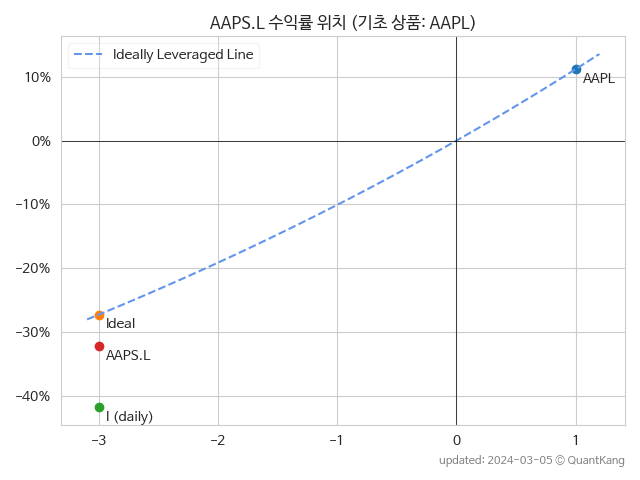 AAPS.L 수익률 위치 (기초 상품: AAPL)
Ideally Leveraged Line
10%
0%
-10%
-20%
-30%
-40%
AAPL
Ideal
AAPS.L
I (daily)
-3 -2 -1 0 1
updated: 2024-03-05 © QuantKang